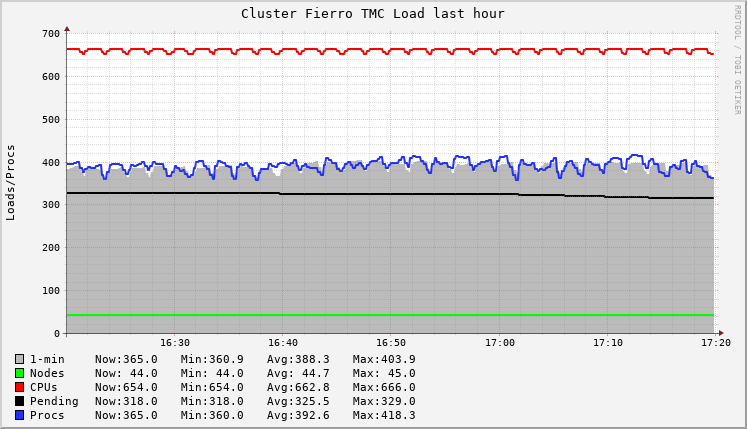 Cluster Fierro TMC Load last hour
RRDTOOL / TOBI OETIKER
Loads/Procs
700
600
500
400
300
200
100
0
16:30 16:40 16:50 17:00 17:10 17:20
1-min Now:365.0 Min:360.9 Avg:388.3 Max:403.9
Nodes Now: 44.0 Min: 44.0 Avg: 44.7 Max: 45.0
CPUs Now:654.0 Min:654.0 Avg:662.8 Max:666.0
Pending Now:318.0 Min:318.0 Avg:325.5 Max:329.0
Procs Now:365.0 Min:360.0 Avg:392.6 Max:418.3